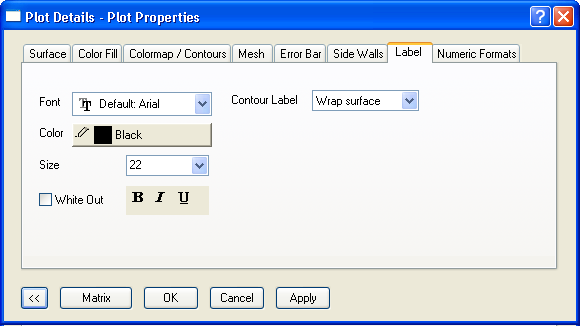 Plot Details - Plot Properties
Surface Color Fill Colormap / Contours Mesh Error Bar Side Walls Label Numeric Formats
Font Default: Arial Contour Label Wrap surface
Color Black
Size 22
White Out B I U
<< Matrix OK Cancel Apply